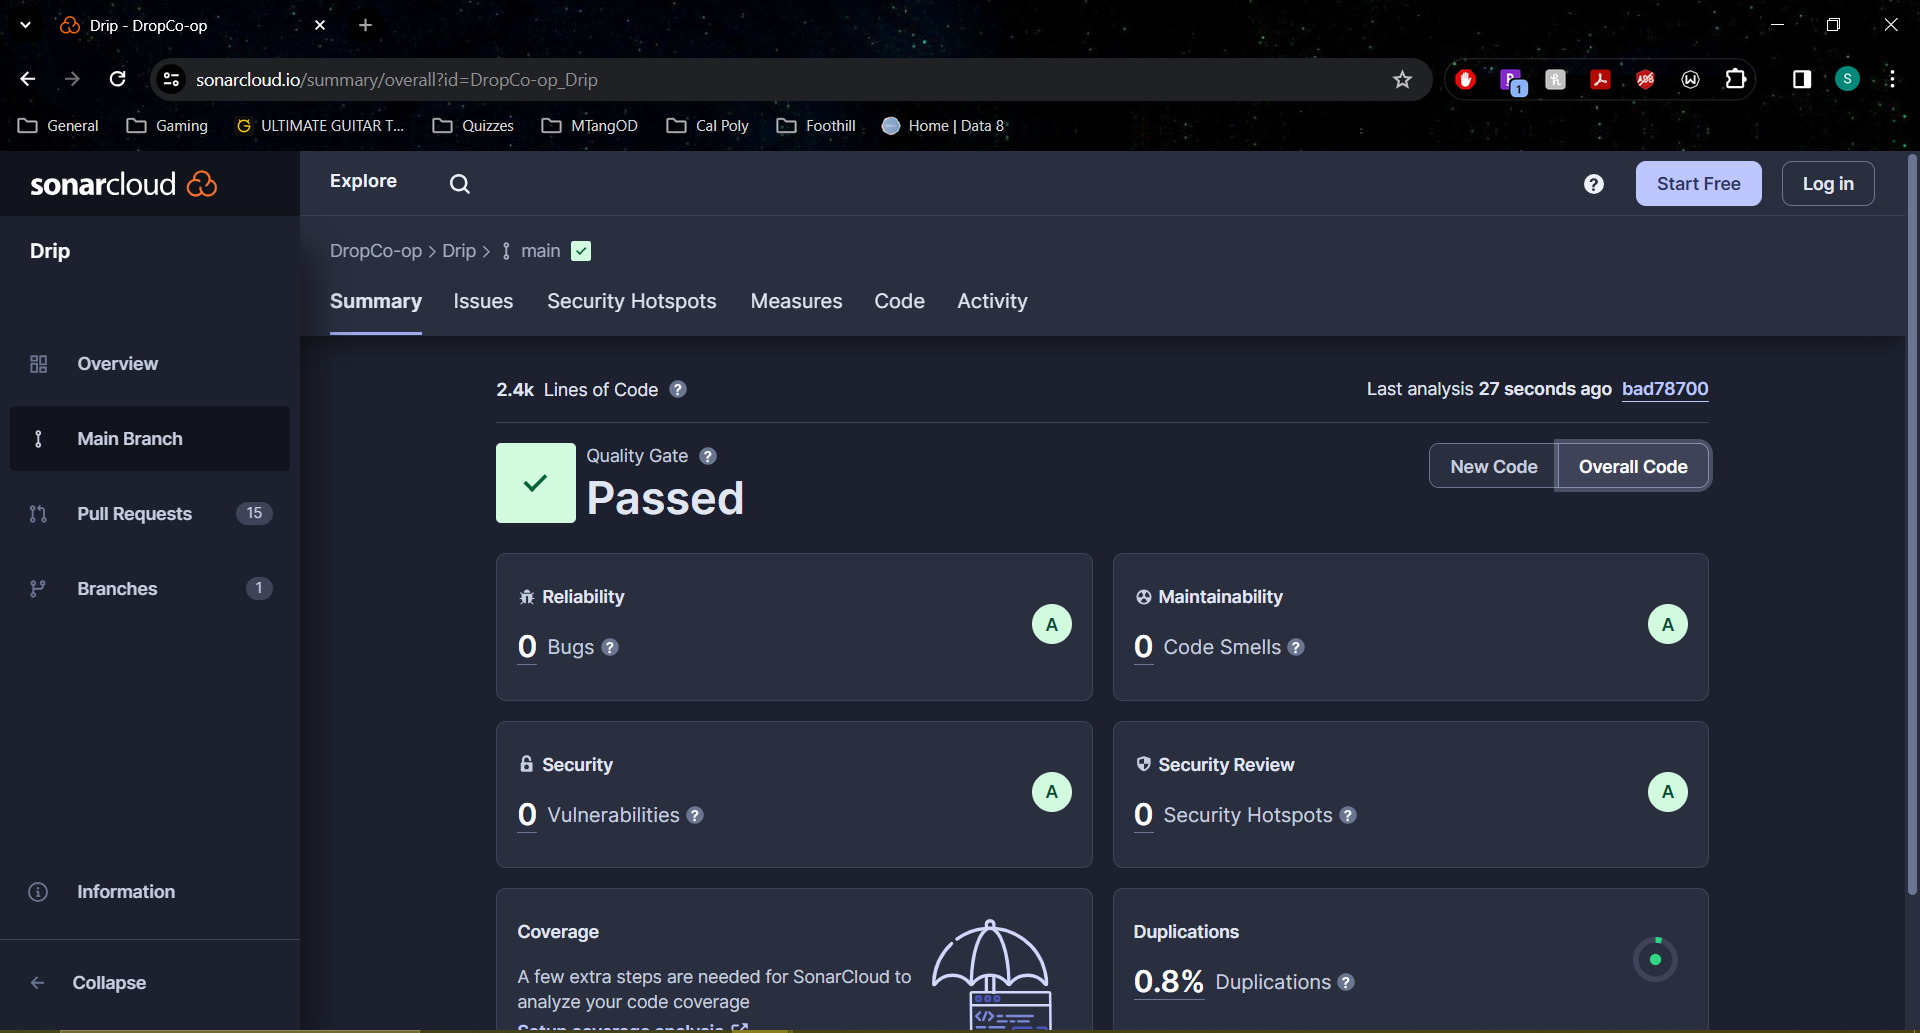 Drip - DropCo-op
sonarcloud.io/summary/overall?id=DropCo-op_Drip
1
S
General Gaming ULTIMATE GUITAR T... Quizzes MTangOD Cal Poly Foothill Home | Data 8
sonarcloud
Explore
Start Free
Log in
Drip
DropCo-op > Drip > main
Summary Issues Security Hotspots Measures Code Activity
Overview
Main Branch
Pull Requests 15
Branches 1
Information
Collapse
2.4k Lines of Code
Last analysis 27 seconds ago bad78700
Quality Gate
Passed
New Code Overall Code
Reliability
0 Bugs
A
Maintainability
0 Code Smells
A
Security
0 Vulnerabilities
A
Security Review
0 Security Hotspots
A
Coverage
A few extra steps are needed for SonarCloud to
analyze your code coverage
Setup coverage analysis
Duplications
0.8% Duplications